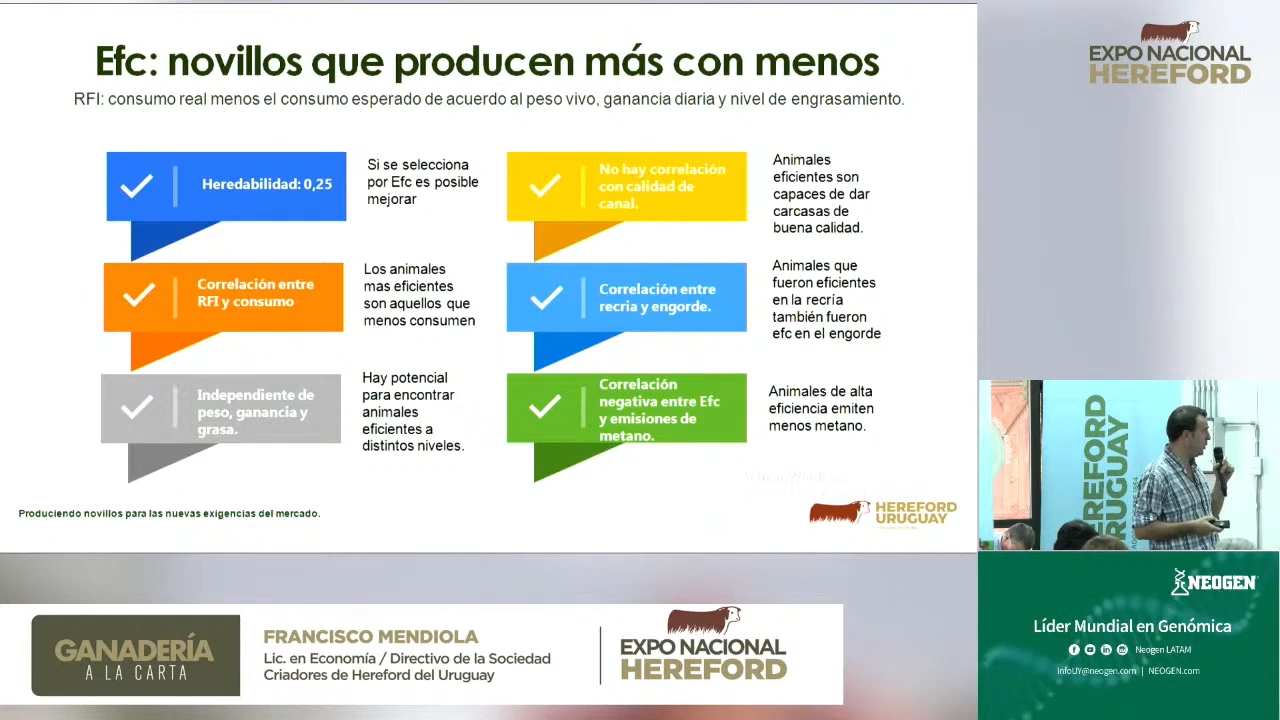 Efc: novillos que producen más con menos
RFI: consumo real menos el consumo esperado de acuerdo al peso vivo, ganancia diaria y nivel de engrasamiento.
Heredabilidad: 0,25
Si se selecciona
por Efc es posible
mejorar
Correlación entre
RFI y consumo
Los animales
mas eficientes
son aquellos que
menos consumen
Independiente de
peso, ganancia y
grasa.
Hay potencial
para encontrar
animales
eficientes a
distintos niveles.
No hay correlación
con calidad de
canal.
Animales
eficientes son
capaces de dar
carcasas de
buena calidad.
Correlación entre
recria y engorde.
Animales que
fueron eficientes
en la recría
también fueron
efc en el engorde
Correlación
negativa entre Efc
y emisiones de
metano.
Animales de alta
eficiencia emiten
menos metano.
Produciendo novillos para las nuevas exigencias del mercado.
HEREFORD
URUGUAY
EXPO NACIONAL
HEREFORD
HEREFORD
URUGUAY
NEOGEN
Líder Mundial en Genómica
Neogen LATAM
InfoUY@neogen.com | NEOGEN.com
GANADERÍA
A LA CARTA
FRANCISCO MENDIOLA
Lic. en Economía / Directivo de la Sociedad
Criadores de Hereford del Uruguay
EXPO NACIONAL
HEREFORD